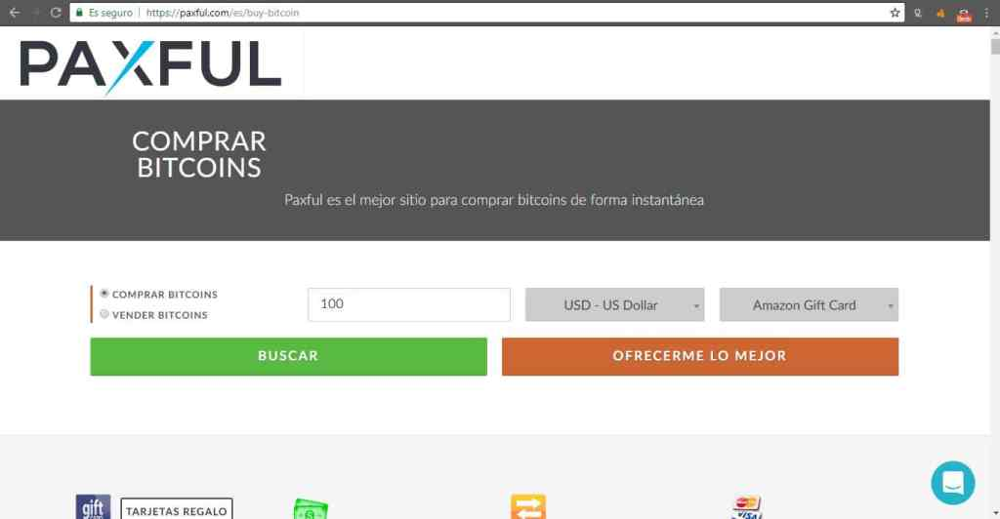 Es seguro | https://paxful.com/es/buy-bitcoin
PAXFUL
COMPRAR
BITCOINS
Paxful es el mejor sitio para comprar bitcoins de forma instantánea
COMPRAR BITCOINS
VENDER BITCOINS
100
USD - US Dollar
Amazon Gift Card
BUSCAR
OFRECERME LO MEJOR
gift
TARJETAS REGALO
VISA